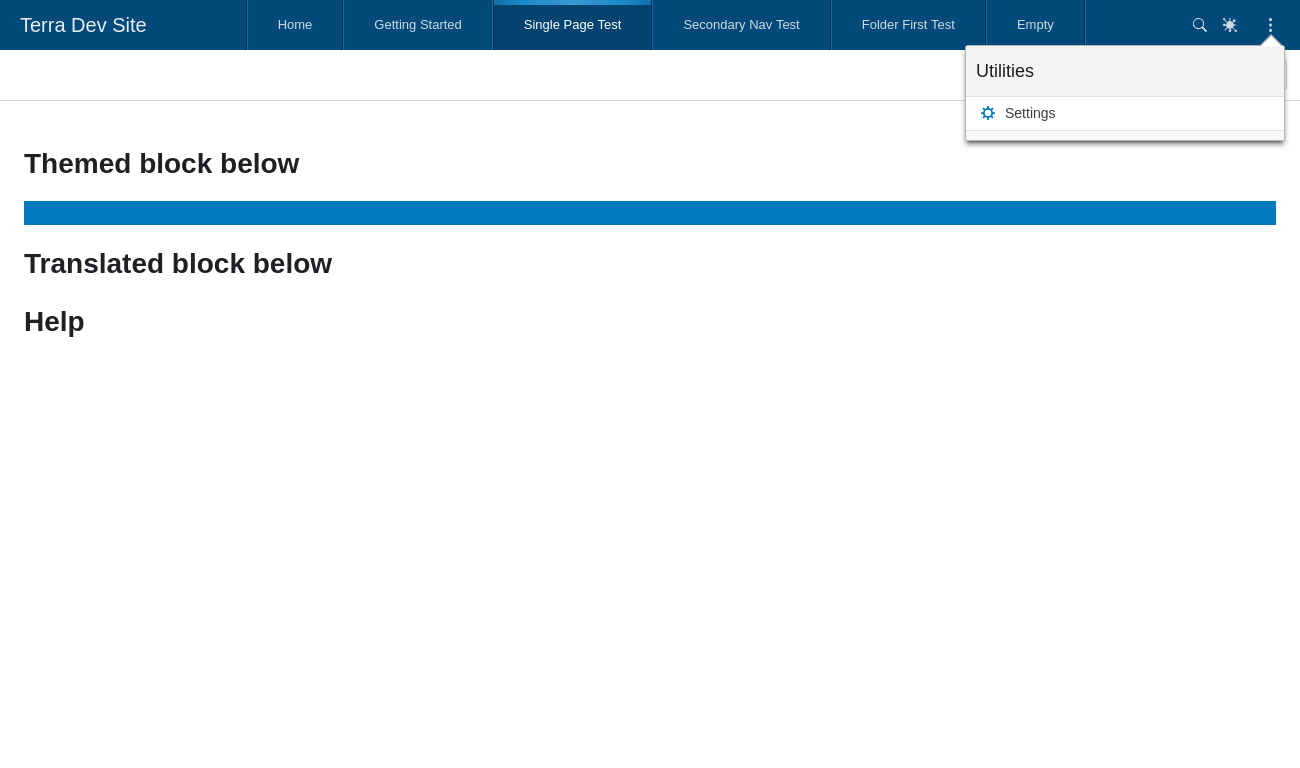 Terra Dev Site
Home
Getting Started
Single Page Test
Secondary Nav Test
Folder First Test
Empty
Utilities
Settings
Themed block below
Translated block below
Help